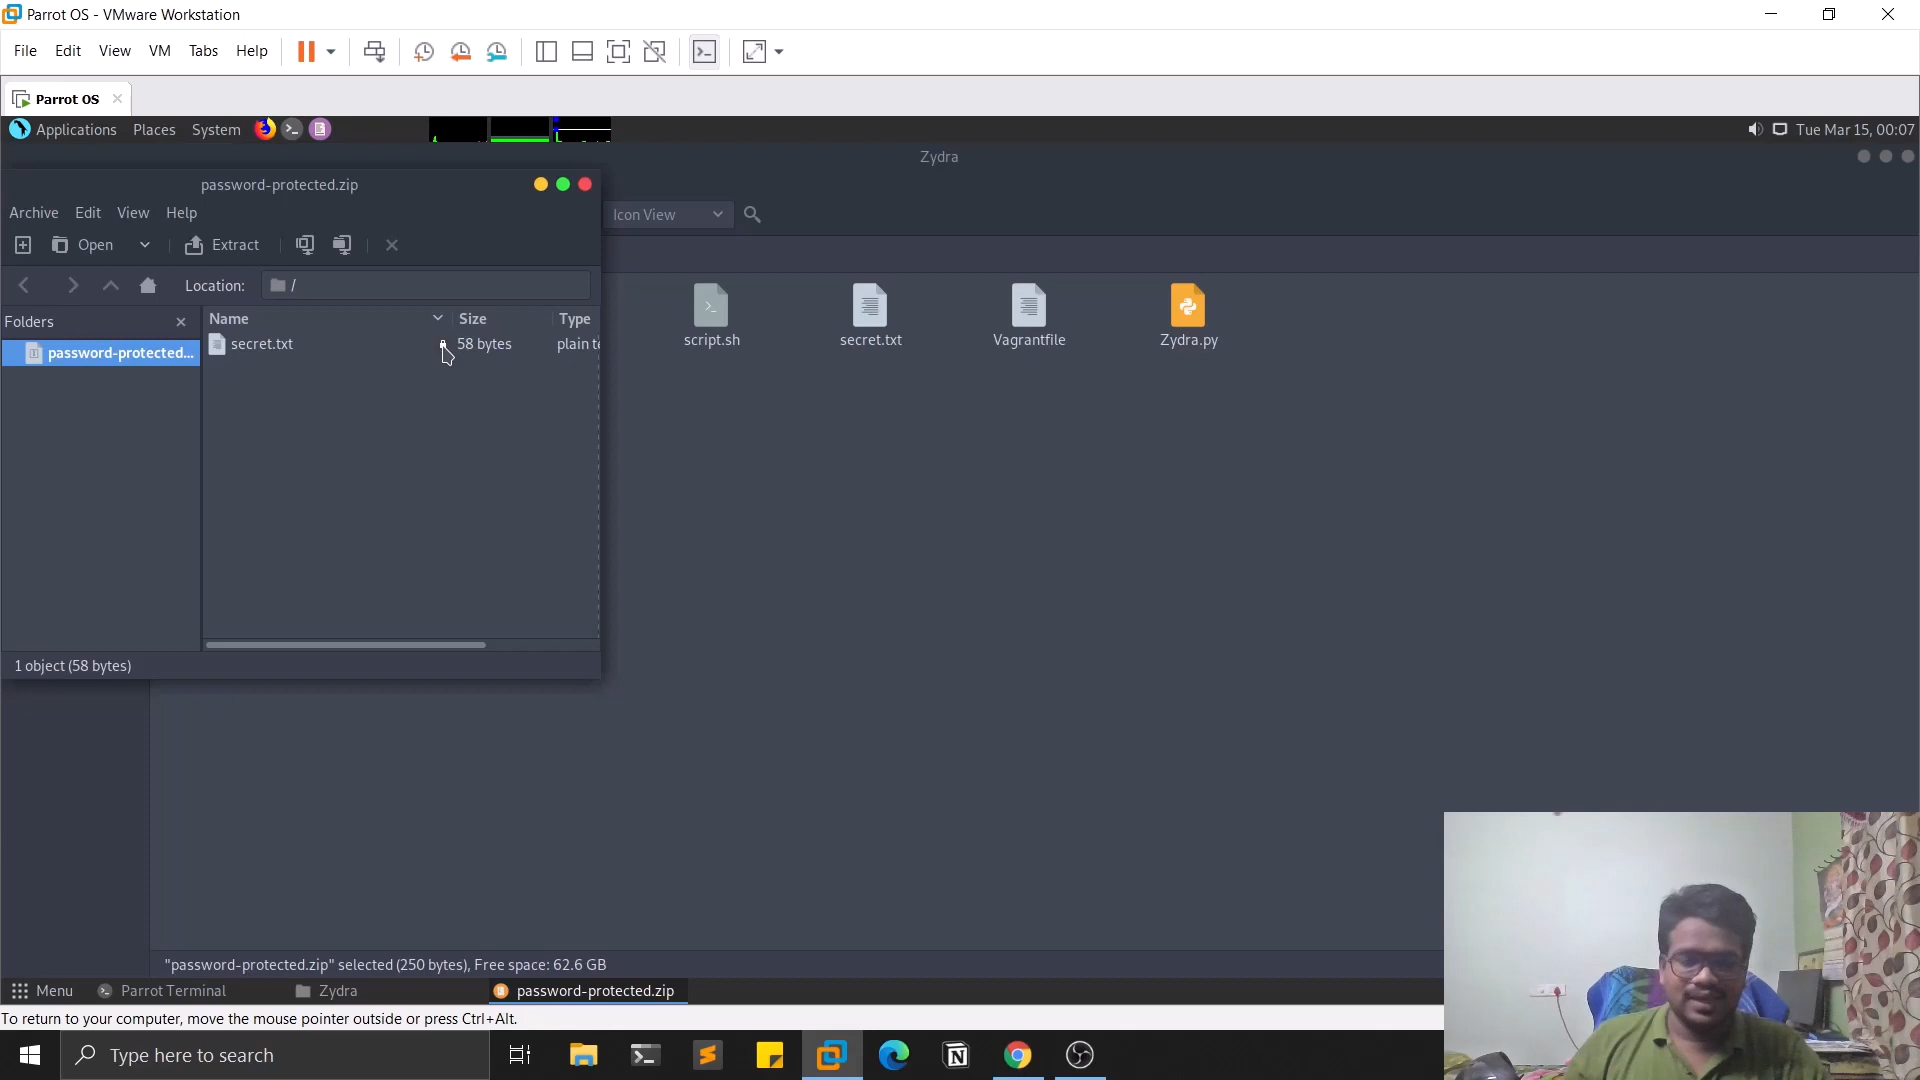 Parrot OS - VMware Workstation
File Edit View VM Tabs Help
Parrot OS
Applications Places System Tue Mar 15, 00:07
Zydra
password-protected.zip
Archive Edit View Help
Icon View
Open Extract
Location: /
Folders Name Size Type
password-protected... secret.txt 58 bytes plain te
script.sh secret.txt Vagrantfile Zydra.py
1 object (58 bytes)
"password-protected.zip" selected (250 bytes), Free space: 62.6 GB
Menu Parrot Terminal Zydra password-protected.zip
To return to your computer, move the mouse pointer outside or press Ctrl+Alt.
Type here to search